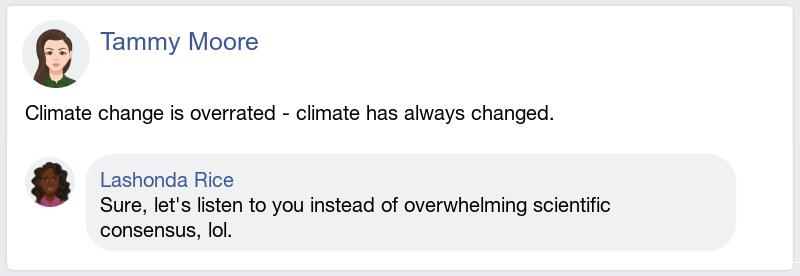 Tammy Moore
Climate change is overrated - climate has always changed.
Lashonda Rice
Sure, let's listen to you instead of overwhelming scientific
consensus, lol.